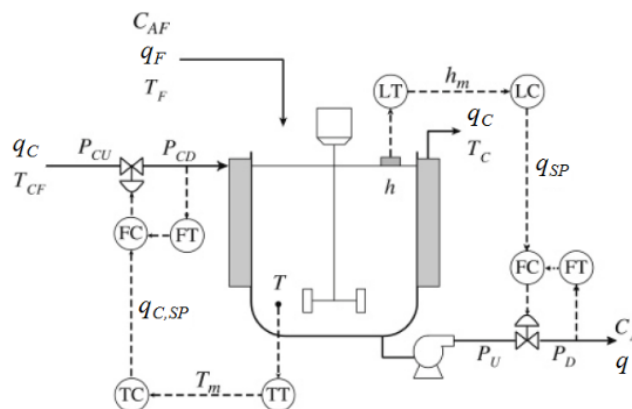 C_AF
q_F
T_F
LT
h_m
LC
q_C
P_CU
P_CD
q_C
T_C
T_CF
h
q_SP
FC
FT
FC
FT
T
q_C,SP
P_U
P_D
q
TC
T_m
TT